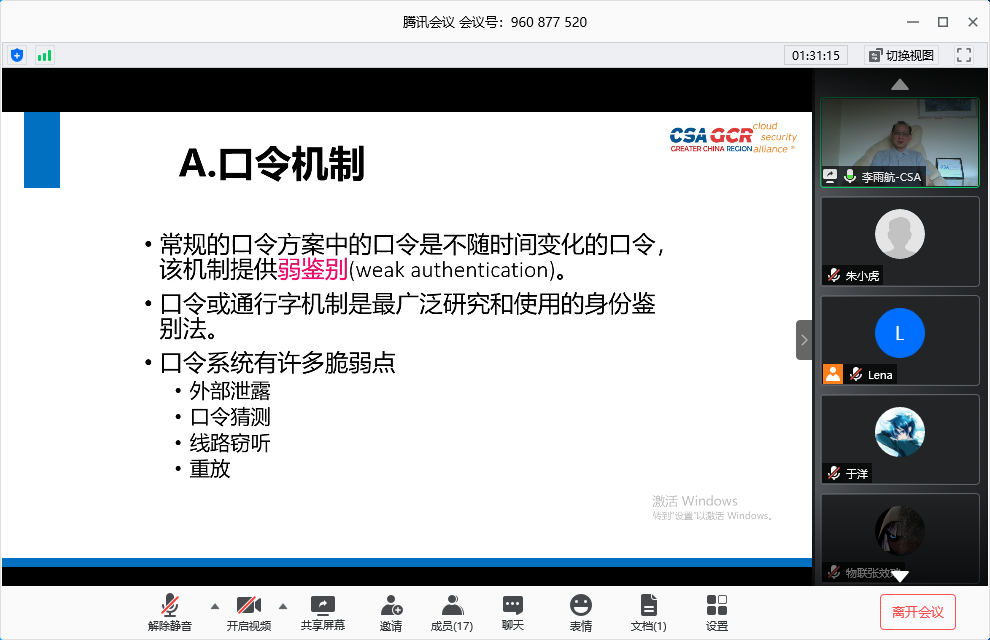 腾讯会议 会议号：960 877 520
01:31:15
切换视图
A.口令机制
CSA GCR cloud security alliance ®
GREATER CHINA REGION
• 常规的口令方案中的口令是不随时间变化的口令，
该机制提供弱鉴别(weak authentication)。
• 口令或通行字机制是最广泛研究和使用的身份鉴
别法。
• 口令系统有许多脆弱点
• 外部泄露
• 口令猜测
• 线路窃听
• 重放
激活 Windows
转到"设置"以激活 Windows。
李雨航-CSA
朱小虎
L
Lena
于洋
物联张效
解除静音
开启视频
共享屏幕
邀请
成员(17)
聊天
表情
文档(1)
设置
离开会议